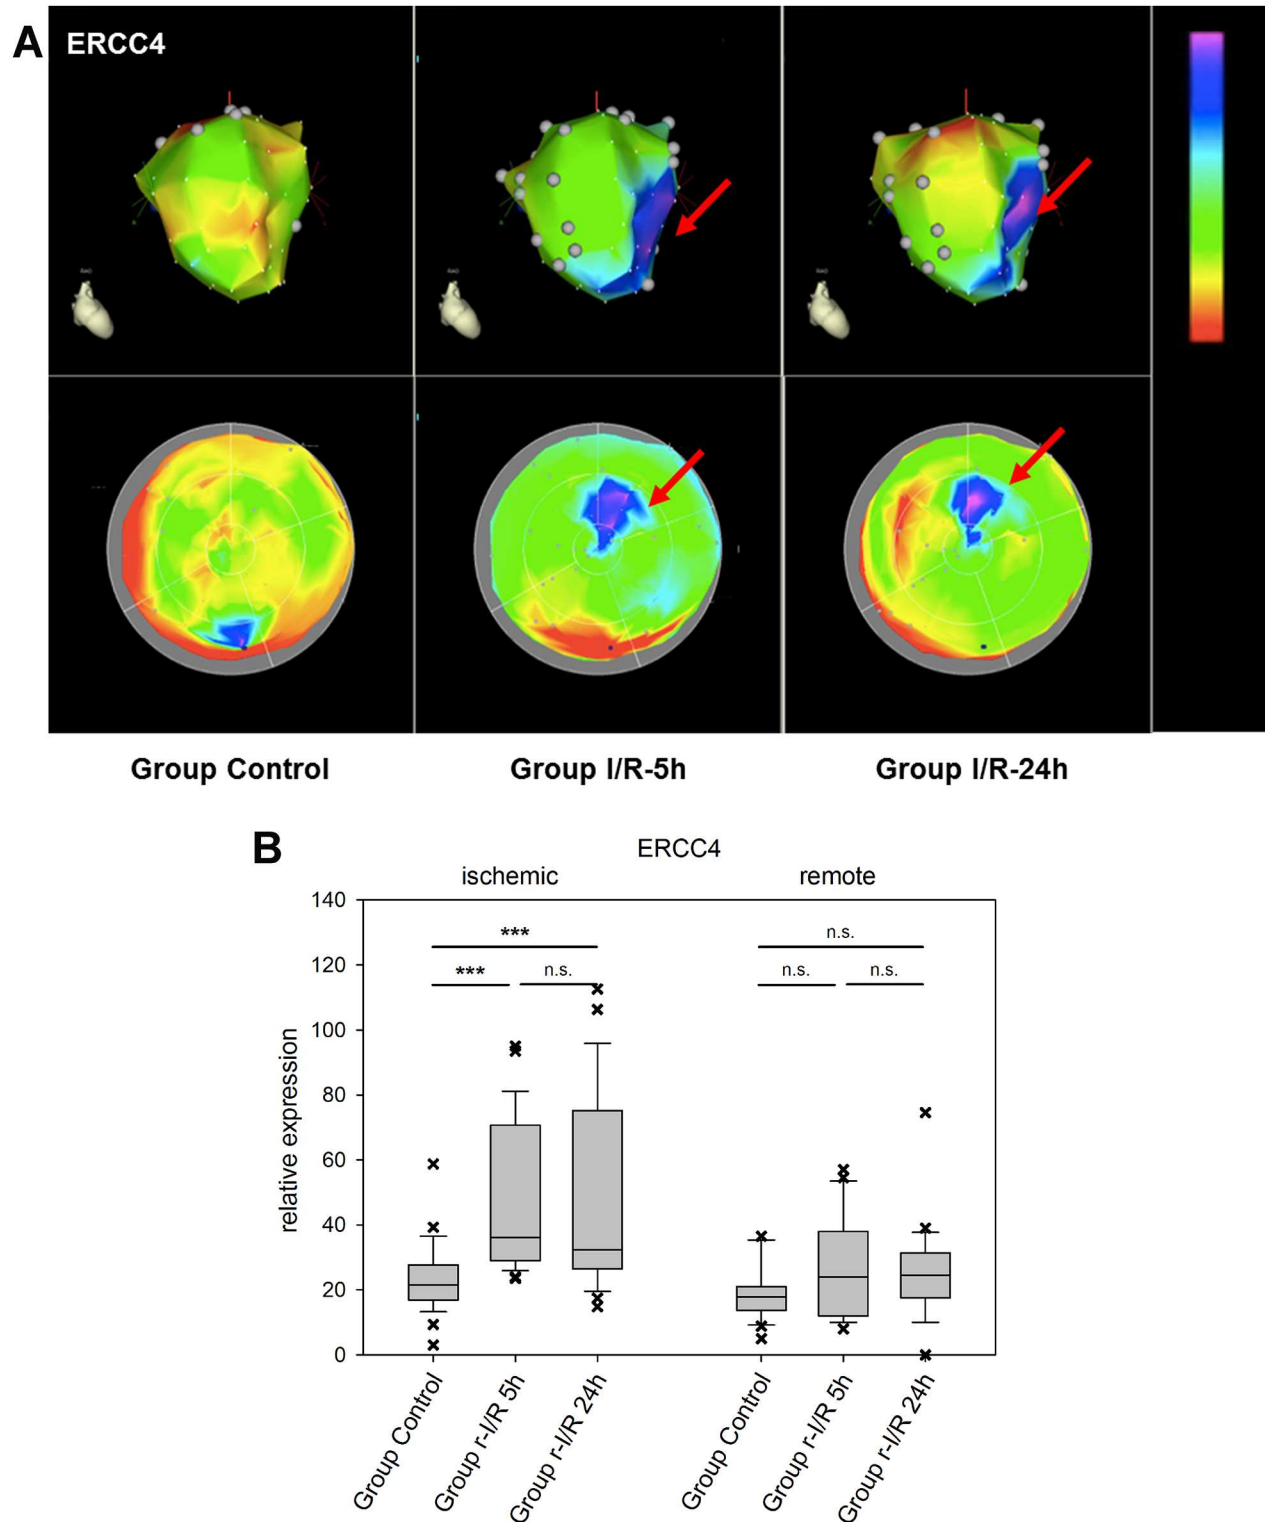 A
ERCC4
Group Control
Group I/R-5h
Group I/R-24h
B
ERCC4
ischemic
remote
140
120
100
80
60
40
20
0
relative expression
***
***
n.s.
n.s.
n.s.
n.s.
Group Control
Group r-I/R 5h
Group r-I/R 24h
Group Control
Group r-I/R 5h
Group r-I/R 24h